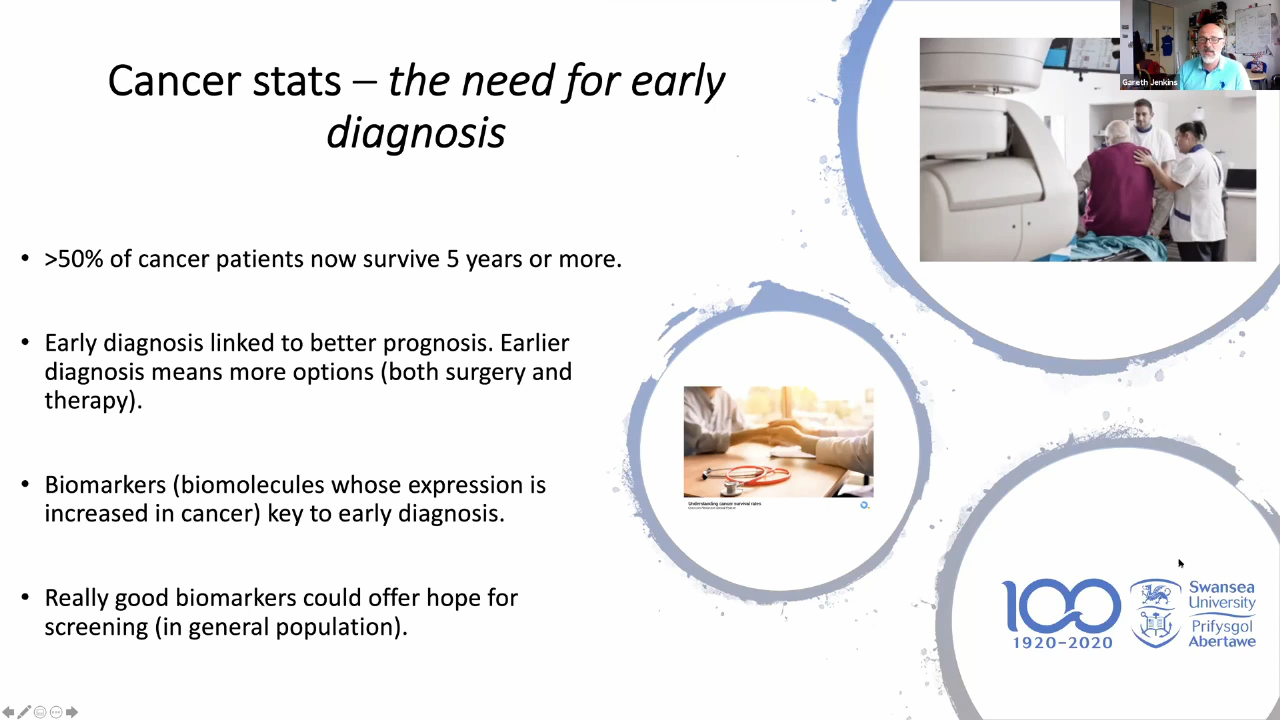 Cancer stats – the need for early
diagnosis
Gareth Jenkins
• >50% of cancer patients now survive 5 years or more.
• Early diagnosis linked to better prognosis. Earlier
diagnosis means more options (both surgery and
therapy).
• Biomarkers (biomolecules whose expression is
increased in cancer) key to early diagnosis.
• Really good biomarkers could offer hope for
screening (in general population).
Understanding cancer survival rates
100
1920-2020
Swansea
University
Prifysgol
Abertawe